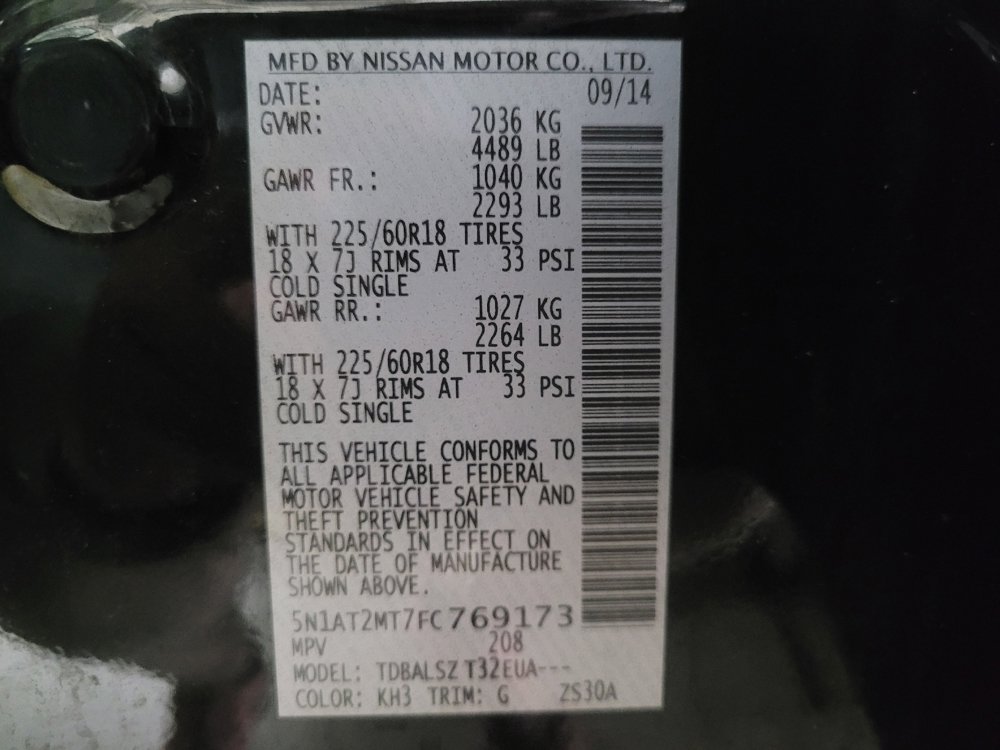 MFD BY NISSAN MOTOR CO., LTD.
DATE: 09/14
GVWR: 2036 KG
4489 LB
GAWR FR.: 1040 KG
2293 LB
WITH 225/60R18 TIRES
18 X 7J RIMS AT 33 PSI
COLD SINGLE
GAWR RR.: 1027 KG
2264 LB
WITH 225/60R18 TIRES
18 X 7J RIMS AT 33 PSI
COLD SINGLE
THIS VEHICLE CONFORMS TO
ALL APPLICABLE FEDERAL
MOTOR VEHICLE SAFETY AND
THEFT PREVENTION
STANDARDS IN EFFECT ON
THE DATE OF MANUFACTURE
SHOWN ABOVE.
5N1AT2MT7FC769173
MPV 208
MODEL: TDBALSZ T32EUA---
COLOR: KH3 TRIM: G ZS30A